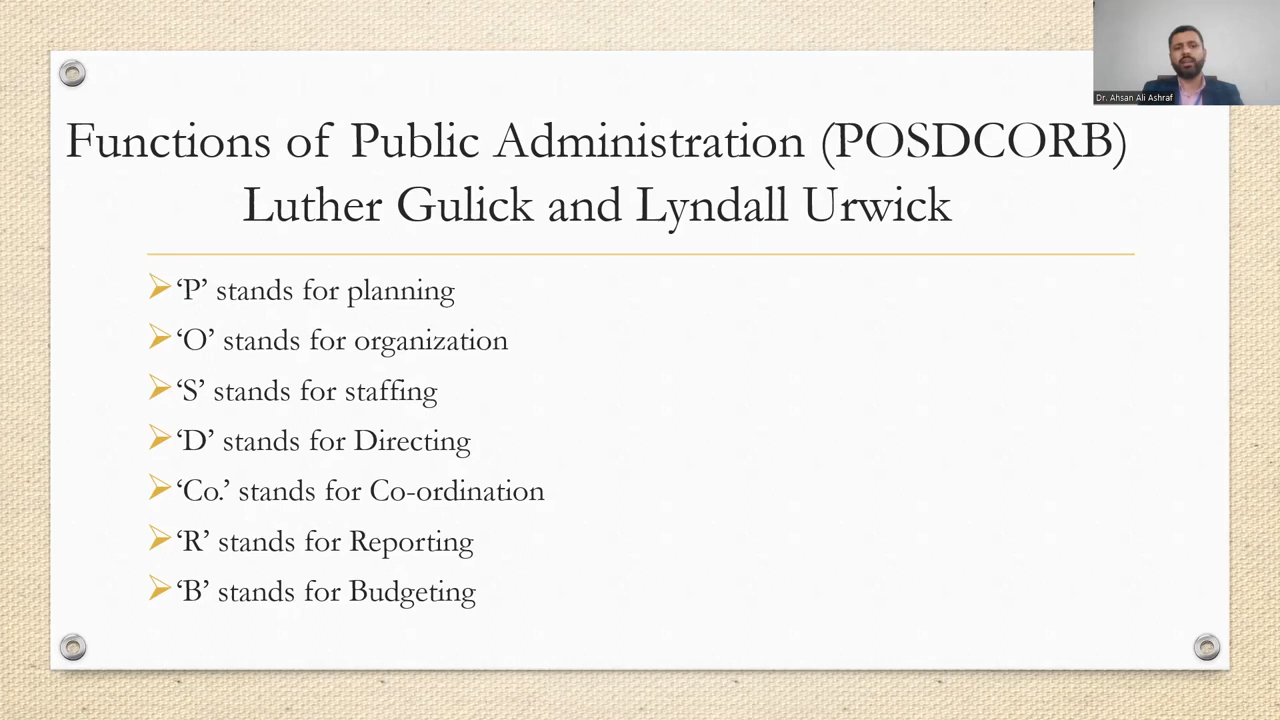 Dr. Ahsan Ali Ashraf
Functions of Public Administration (POSDCORB)
Luther Gulick and Lyndall Urwick
‘P’ stands for planning
‘O’ stands for organization
‘S’ stands for staffing
‘D’ stands for Directing
‘Co.’ stands for Co-ordination
‘R’ stands for Reporting
‘B’ stands for Budgeting